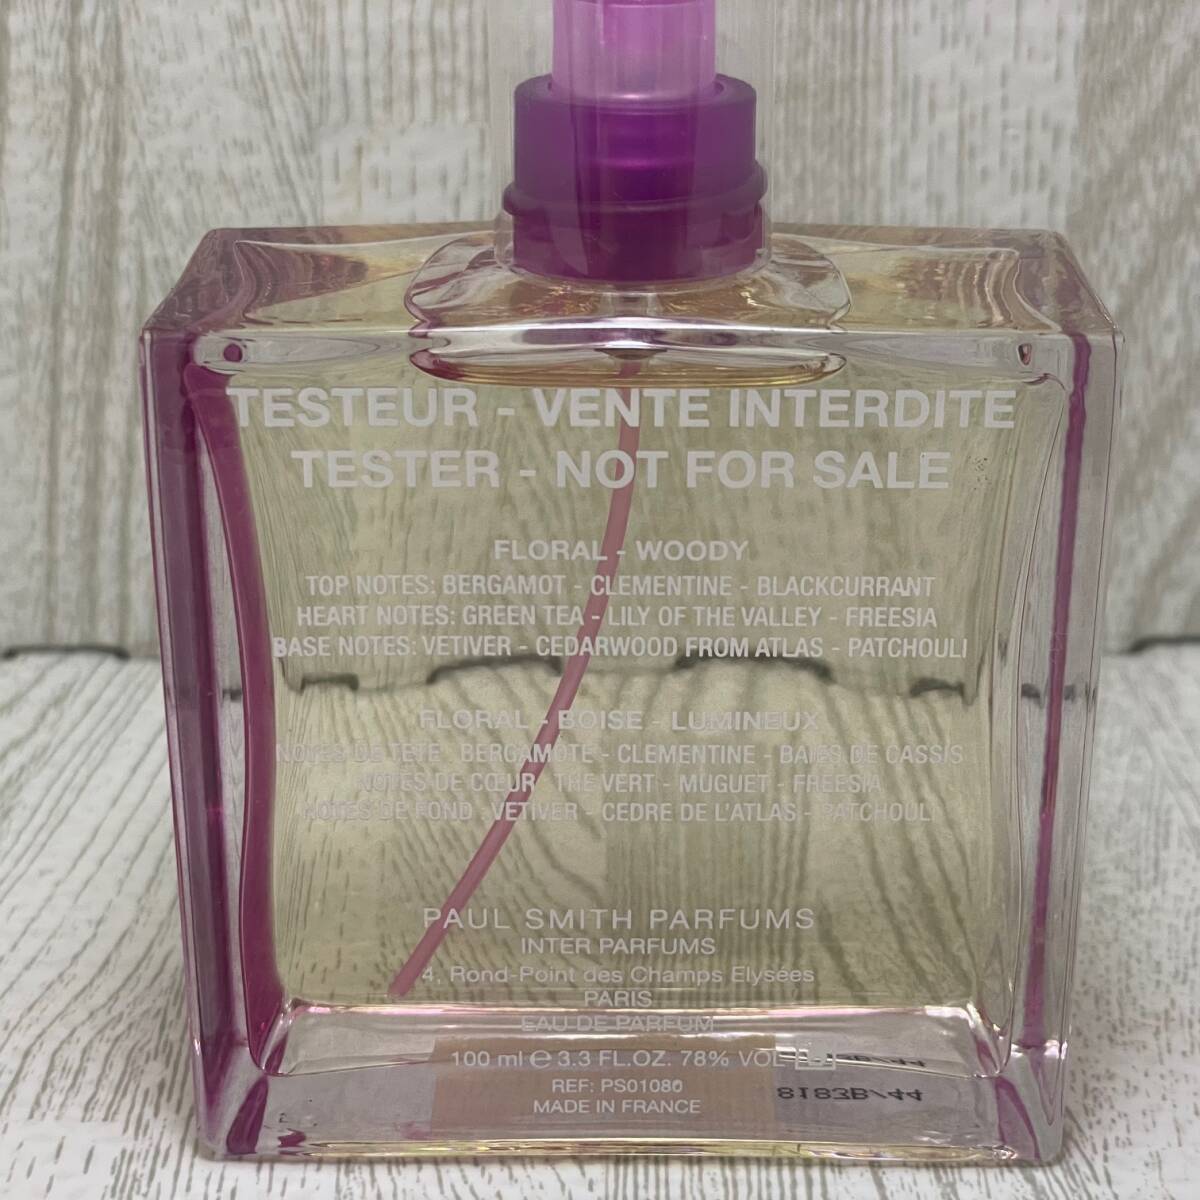 TESTEUR - VENTE INTERDITE
TESTER - NOT FOR SALE
FLORAL - WOODY
TOP NOTES: BERGAMOT - CLEMENTINE - BLACKCURRANT
HEART NOTES: GREEN TEA - LILY OF THE VALLEY - FREESIA
BASE NOTES: VETIVER - CEDARWOOD FROM ATLAS - PATCHOULI
FLORAL - BOISE - LUMINEUX
NOTES DE TETE : BERGAMOTE - CLEMENTINE - BAIES DE CASSIS
NOTES DE CŒUR : THE VERT - MUGUET - FREESIA
NOTES DE FOND : VETIVER - CEDRE DE L'ATLAS - PATCHOULI
PAUL SMITH PARFUMS
INTER PARFUMS
4, Rond-Point des Champs Elysées
PARIS
EAU DE PARFUM
100 ml e 3.3 FL.OZ. 78% VOL
REF: PS01080
MADE IN FRANCE
8183B/44